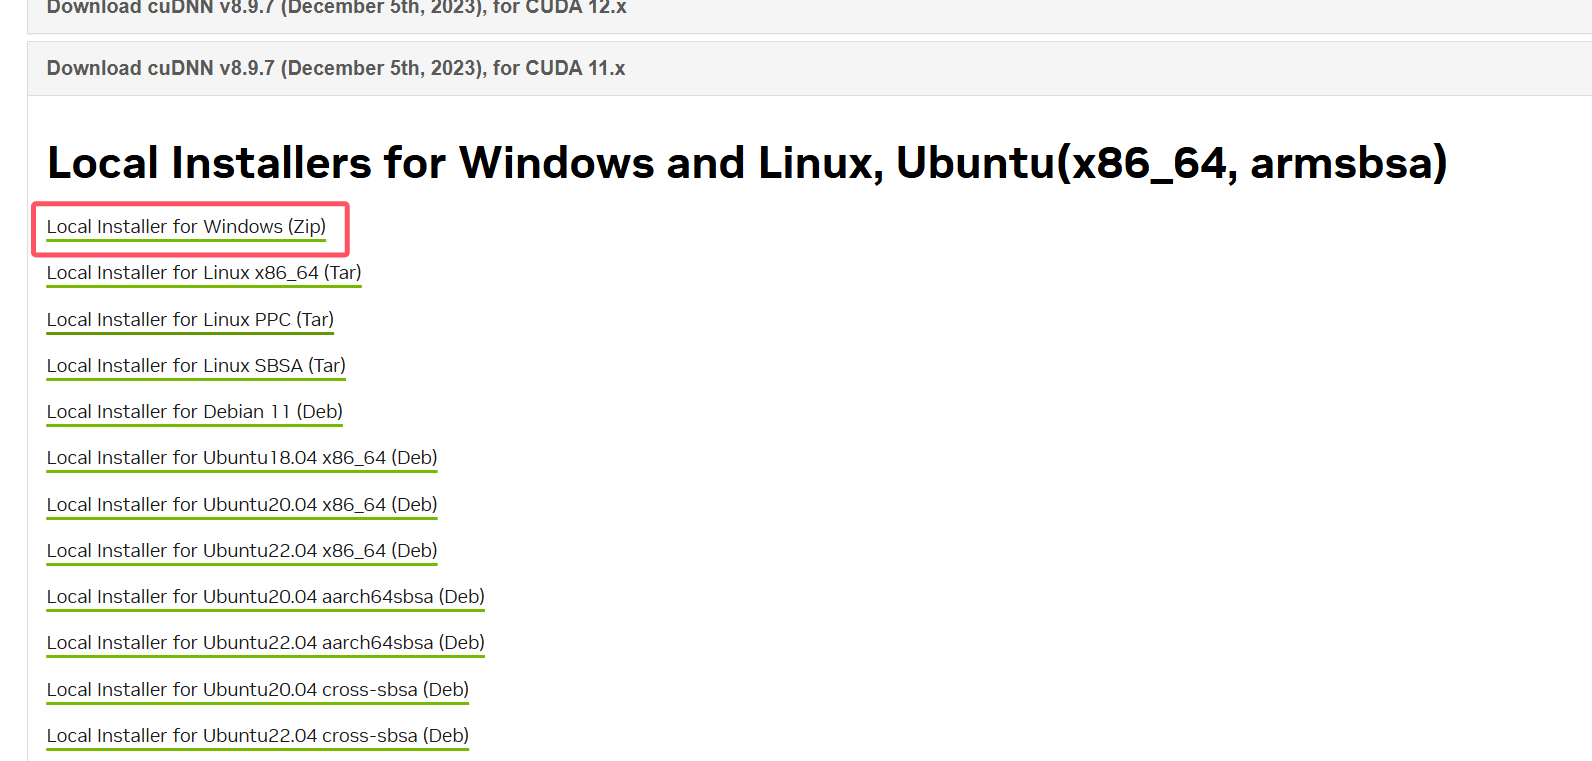 Download cuDNN v8.9.7 (December 5th, 2023), for CUDA 12.x
Download cuDNN v8.9.7 (December 5th, 2023), for CUDA 11.x
Local Installers for Windows and Linux, Ubuntu(x86_64, armsbsa)
Local Installer for Windows (Zip)
Local Installer for Linux x86_64 (Tar)
Local Installer for Linux PPC (Tar)
Local Installer for Linux SBSA (Tar)
Local Installer for Debian 11 (Deb)
Local Installer for Ubuntu18.04 x86_64 (Deb)
Local Installer for Ubuntu20.04 x86_64 (Deb)
Local Installer for Ubuntu22.04 x86_64 (Deb)
Local Installer for Ubuntu20.04 aarch64sbsa (Deb)
Local Installer for Ubuntu22.04 aarch64sbsa (Deb)
Local Installer for Ubuntu20.04 cross-sbsa (Deb)
Local Installer for Ubuntu22.04 cross-sbsa (Deb)